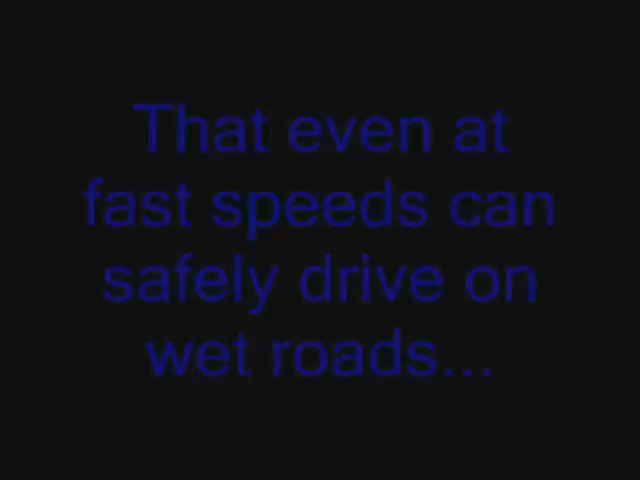 That even at
fast speeds can
safely drive on
wet roads...